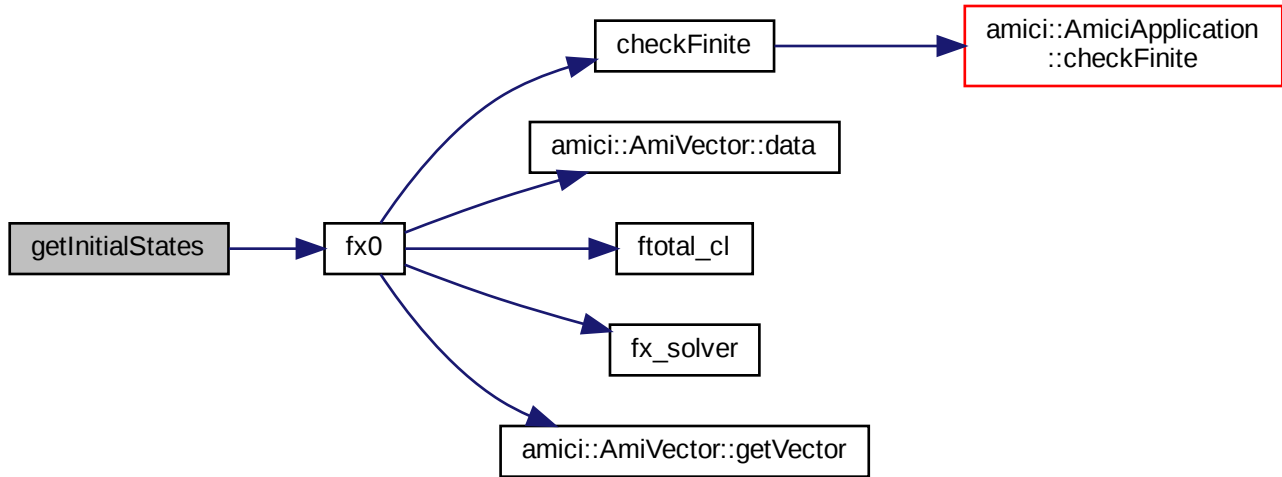 checkFinite
amici::AmiciApplication
::checkFinite
amici::AmiVector::data
getInitialStates
fx0
ftotal_cl
fx_solver
amici::AmiVector::getVector